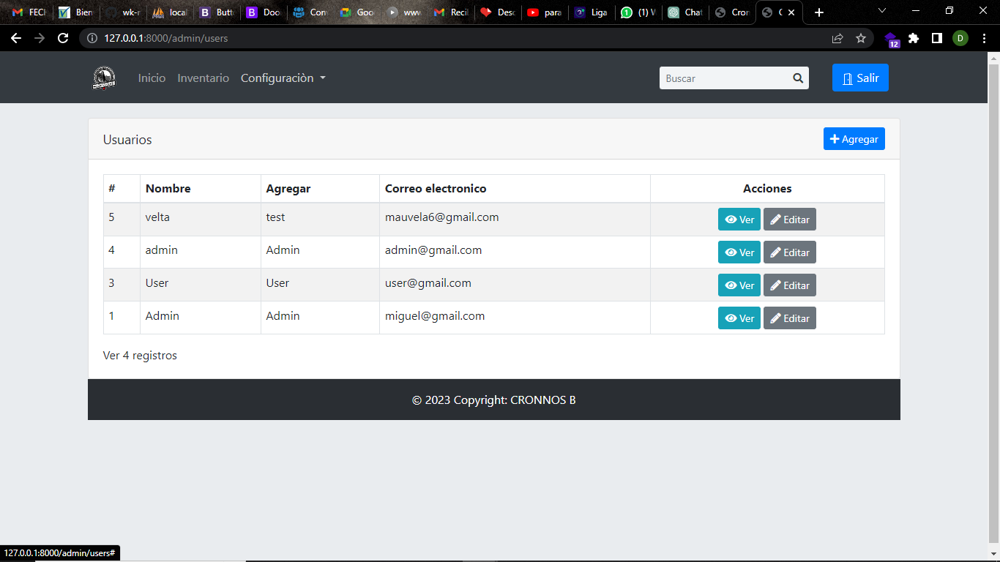 FECH Bien wk-r local Butt Doo Con Goo www Recil Desc para Liga (1) W Chat Cron
127.0.0.1:8000/admin/users 12 D
CRONNOS Inicio Inventario Configuraciòn Buscar Salir
Usuarios Agregar
# Nombre Agregar Correo electronico Acciones
5 velta test mauvela6@gmail.com Ver Editar
4 admin Admin admin@gmail.com Ver Editar
3 User User user@gmail.com Ver Editar
1 Admin Admin miguel@gmail.com Ver Editar
Ver 4 registros
© 2023 Copyright: CRONNOS B
127.0.0.1:8000/admin/users#